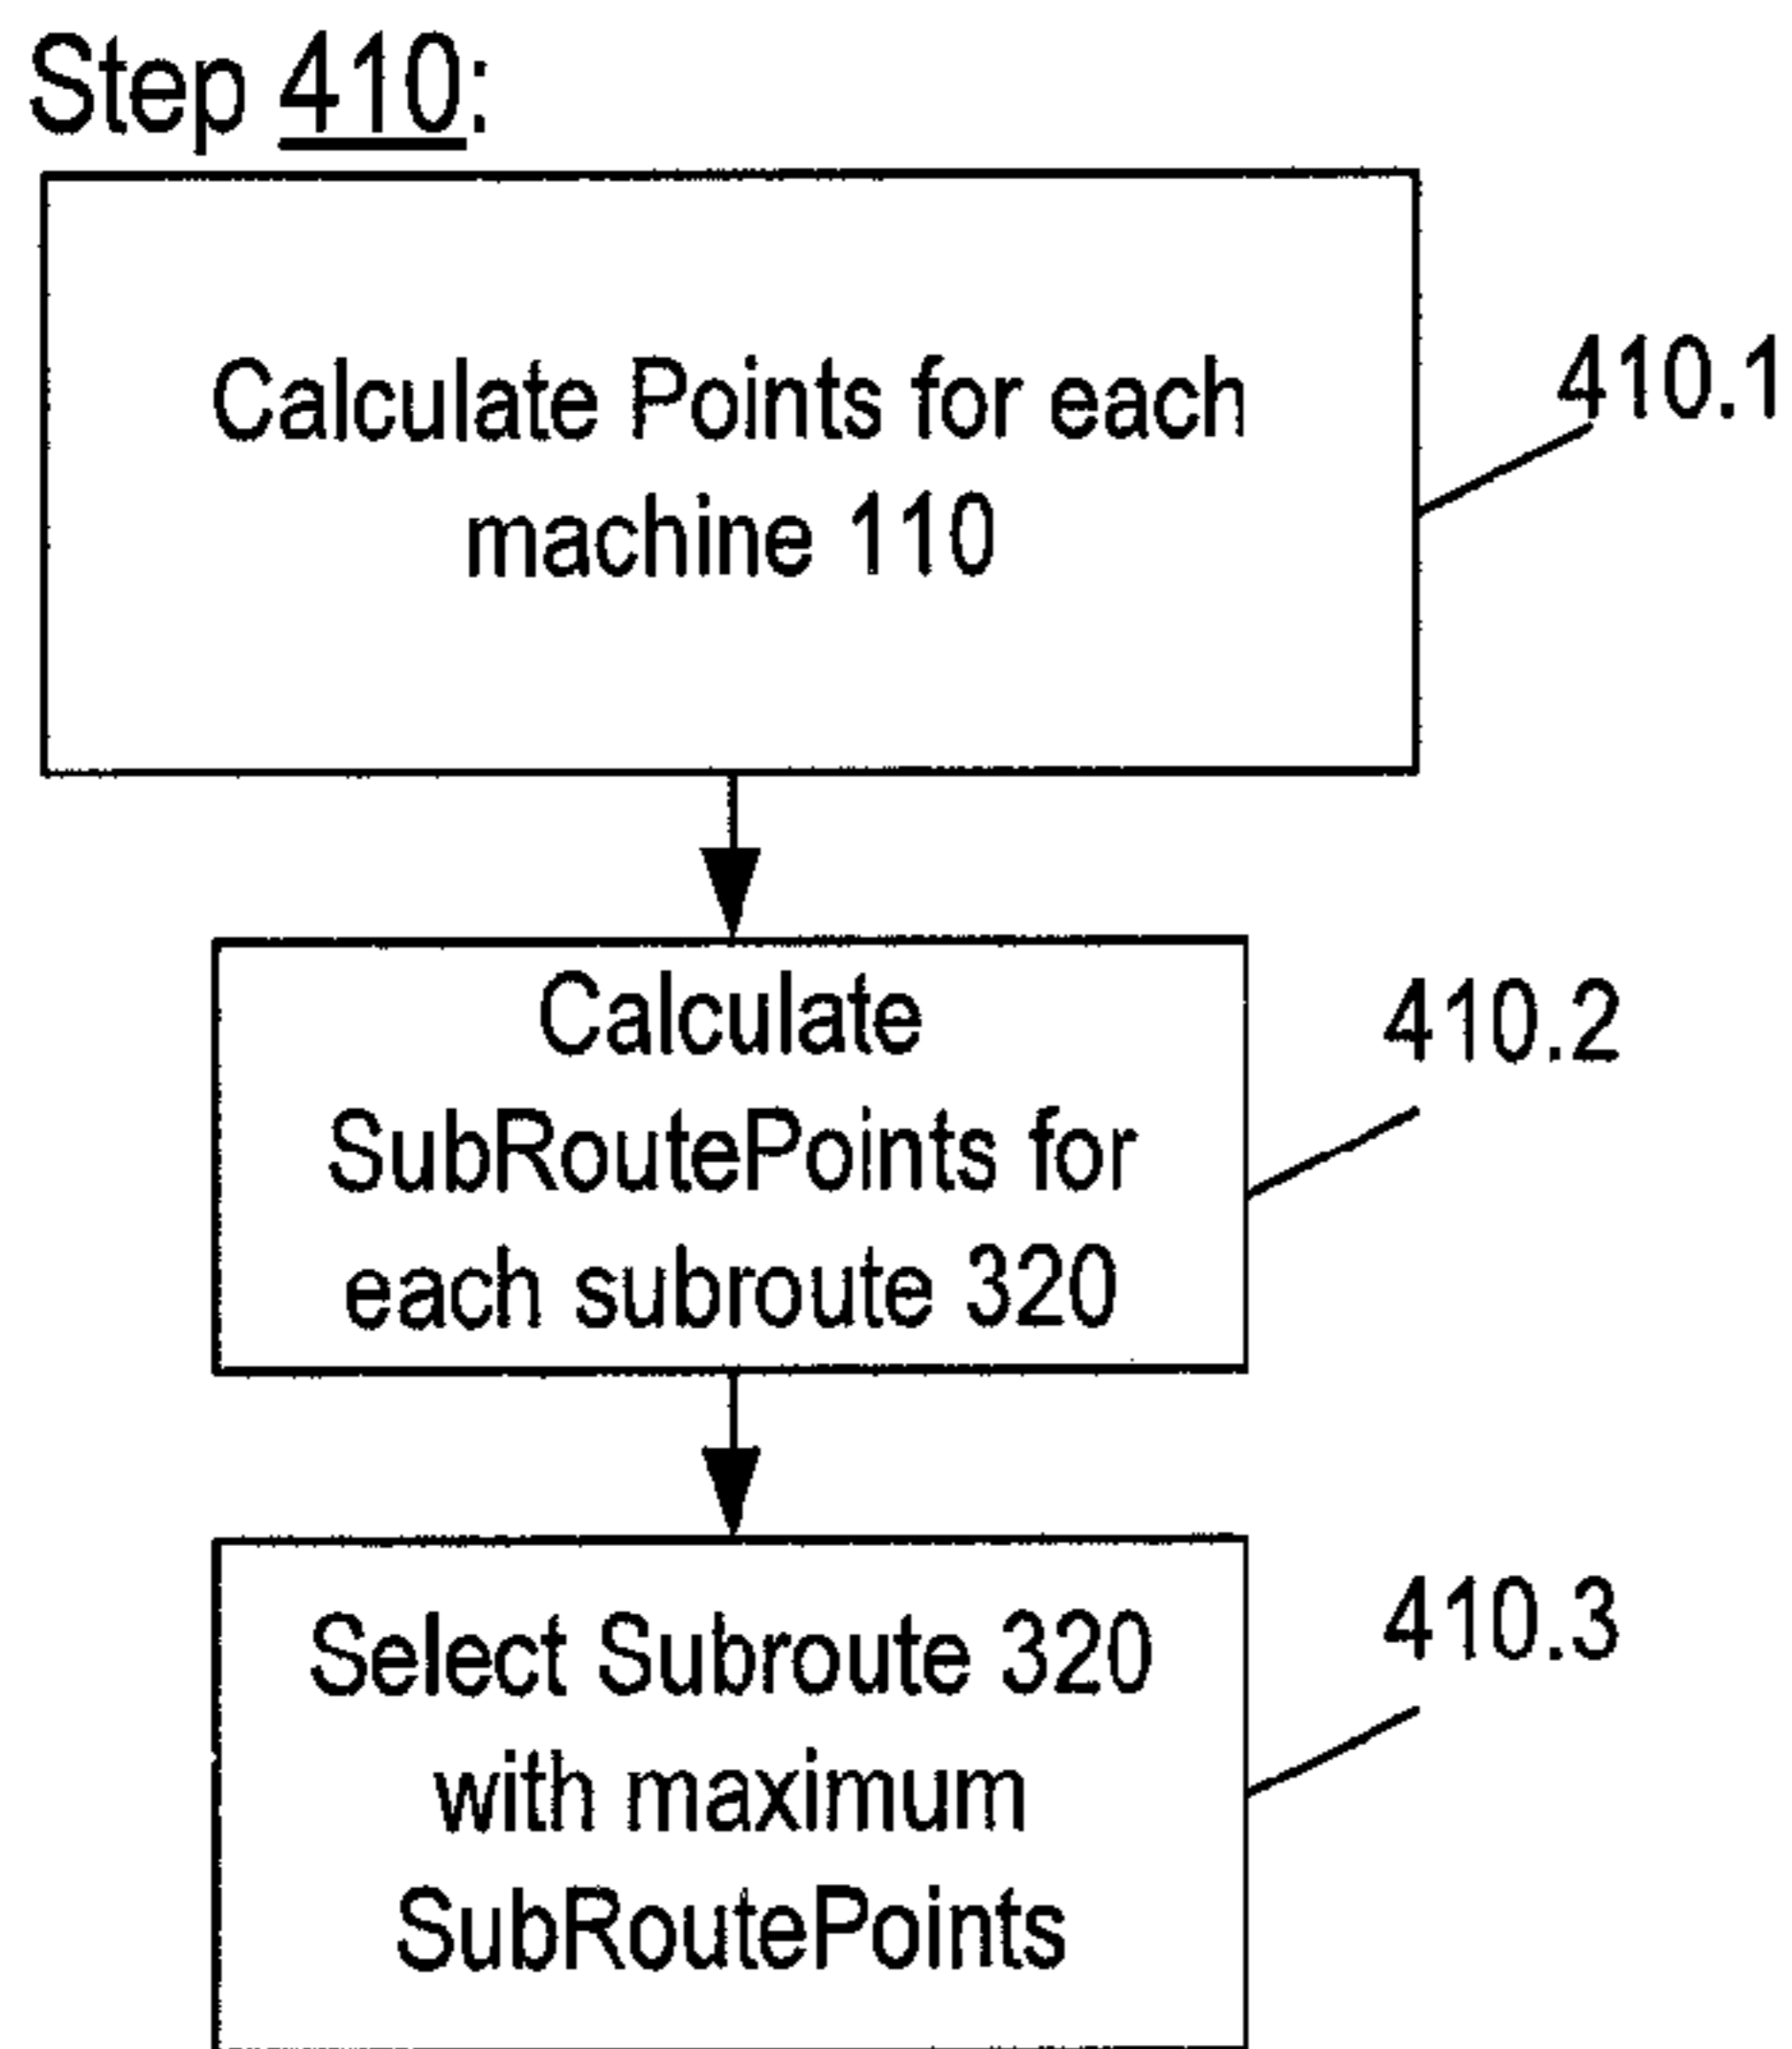 Step 410:
Calculate Points for each
machine 110
410.1
Calculate
SubRoutePoints for
each subroute 320
410.2
Select Subroute 320
with maximum
SubRoutePoints
410.3